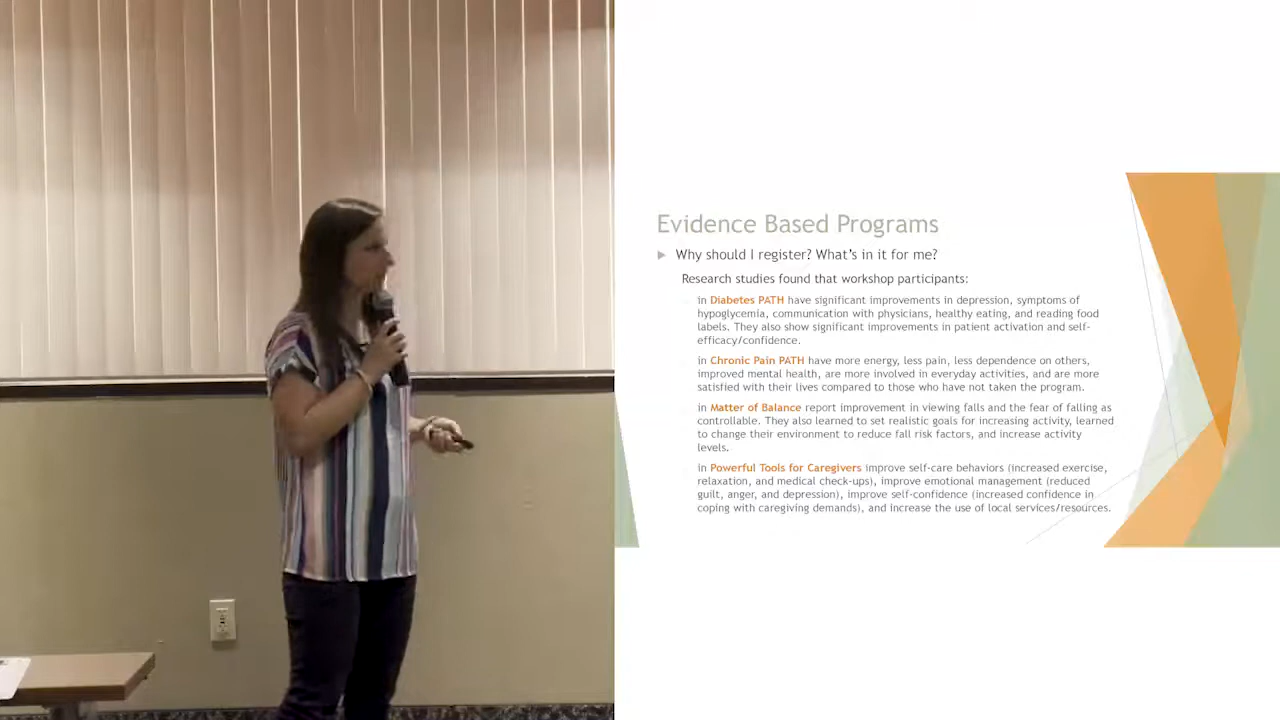 Evidence Based Programs
Why should I register? What's in it for me?
Research studies found that workshop participants:
in Diabetes PATH have significant improvements in depression, symptoms of
hypoglycemia, communication with physicians, healthy eating, and reading food
labels. They also show significant improvements in patient activation and self-
efficacy/confidence.
in Chronic Pain PATH have more energy, less pain, less dependence on others,
improved mental health, are more involved in everyday activities, and are more
satisfied with their lives compared to those who have not taken the program.
in Matter of Balance report improvement in viewing falls and the fear of falling as
controllable. They also learned to set realistic goals for increasing activity, learned
to change their environment to reduce fall risk factors, and increase activity
levels.
in Powerful Tools for Caregivers improve self-care behaviors (increased exercise,
relaxation, and medical check-ups), improve emotional management (reduced
guilt, anger, and depression), improve self-confidence (increased confidence in
coping with caregiving demands), and increase the use of local services/resources.